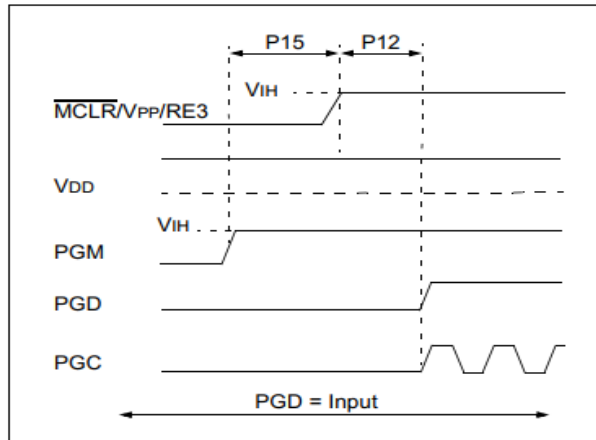 P15 P12
VIH
MCLR/VPP/RE3
VDD
VIH
PGM
PGD
PGC
PGD = Input